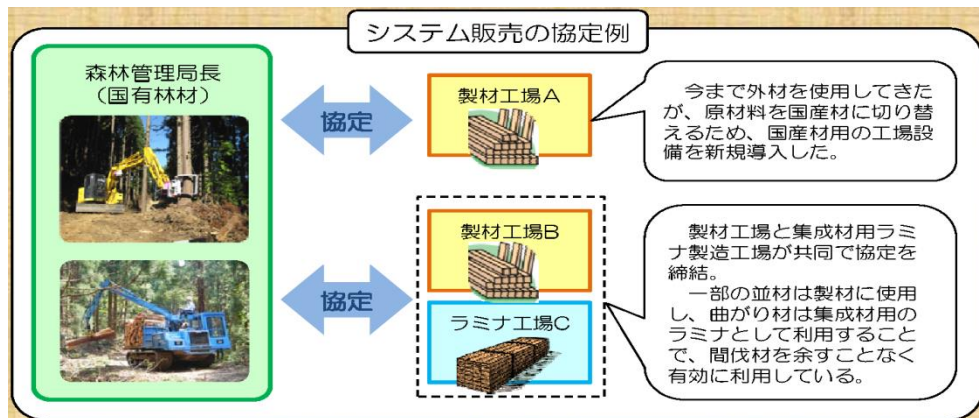 システム販売の協定例
森林管理局長
（国有林材）
協定
製材工場A
今まで外材を使用してきた
が、原材料を国産材に切り替
えるため、国産材用の工場設
備を新規導入した。
協定
製材工場B
ラミナ工場C
製材工場と集成材用ラミ
ナ製造工場が共同で協定を
締結。
一部の並材は製材に使用
し、曲がり材は集成材用の
ラミナとして利用すること
で、間伐材を余すことなく
有効に利用している。